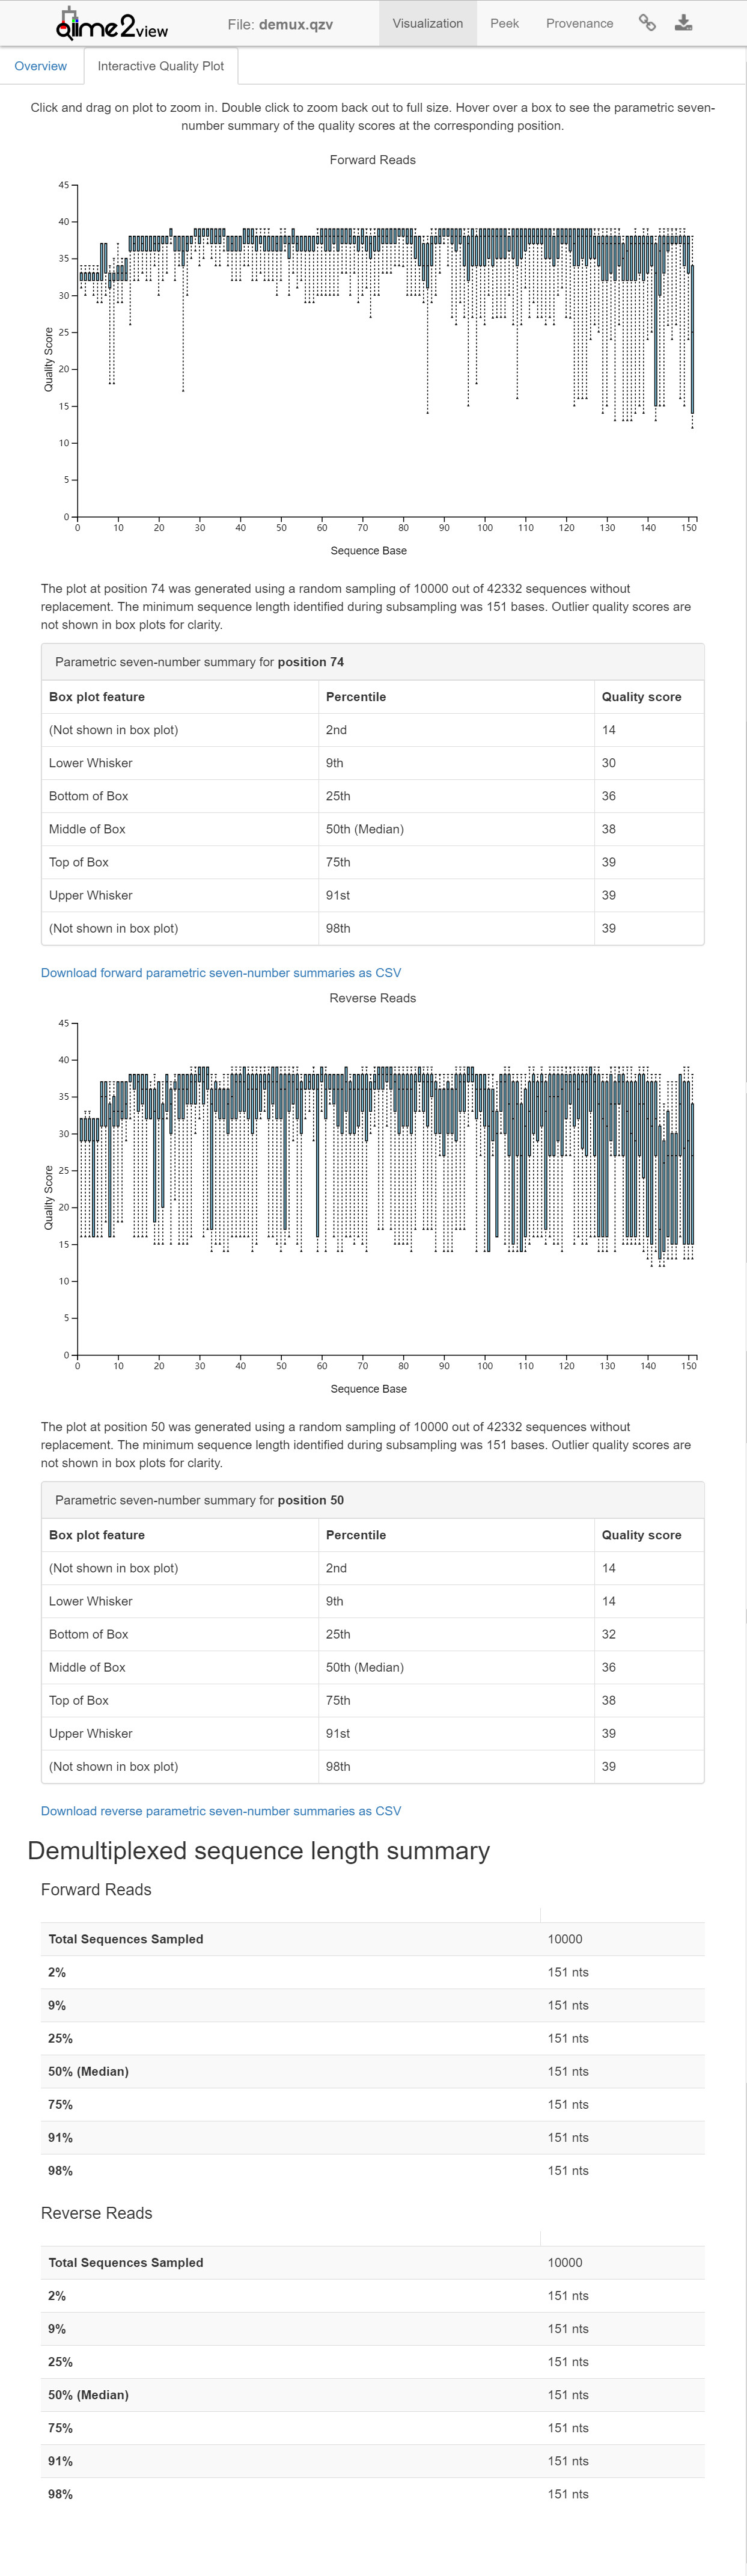 qiime2view File: demux.qzv Visualization Peek Provenance
Overview Interactive Quality Plot
Click and drag on plot to zoom in. Double click to zoom back out to full size. Hover over a box to see the parametric seven-
number summary of the quality scores at the corresponding position.
Forward Reads
45
40
35
30
25
20
15
10
5
0
Quality Score
0 10 20 30 40 50 60 70 80 90 100 110 120 130 140 150
Sequence Base
The plot at position 74 was generated using a random sampling of 10000 out of 42332 sequences without
replacement. The minimum sequence length identified during subsampling was 151 bases. Outlier quality scores are
not shown in box plots for clarity.
Parametric seven-number summary for position 74
Box plot feature Percentile Quality score
(Not shown in box plot) 2nd 14
Lower Whisker 9th 30
Bottom of Box 25th 36
Middle of Box 50th (Median) 38
Top of Box 75th 39
Upper Whisker 91st 39
(Not shown in box plot) 98th 39
Download forward parametric seven-number summaries as CSV
Reverse Reads
45
40
35
30
25
20
15
10
5
0
Quality Score
0 10 20 30 40 50 60 70 80 90 100 110 120 130 140 150
Sequence Base
The plot at position 50 was generated using a random sampling of 10000 out of 42332 sequences without
replacement. The minimum sequence length identified during subsampling was 151 bases. Outlier quality scores are
not shown in box plots for clarity.
Parametric seven-number summary for position 50
Box plot feature Percentile Quality score
(Not shown in box plot) 2nd 14
Lower Whisker 9th 14
Bottom of Box 25th 32
Middle of Box 50th (Median) 36
Top of Box 75th 38
Upper Whisker 91st 39
(Not shown in box plot) 98th 39
Download reverse parametric seven-number summaries as CSV
Demultiplexed sequence length summary
Forward Reads
Total Sequences Sampled 10000
2% 151 nts
9% 151 nts
25% 151 nts
50% (Median) 151 nts
75% 151 nts
91% 151 nts
98% 151 nts
Reverse Reads
Total Sequences Sampled 10000
2% 151 nts
9% 151 nts
25% 151 nts
50% (Median) 151 nts
75% 151 nts
91% 151 nts
98% 151 nts